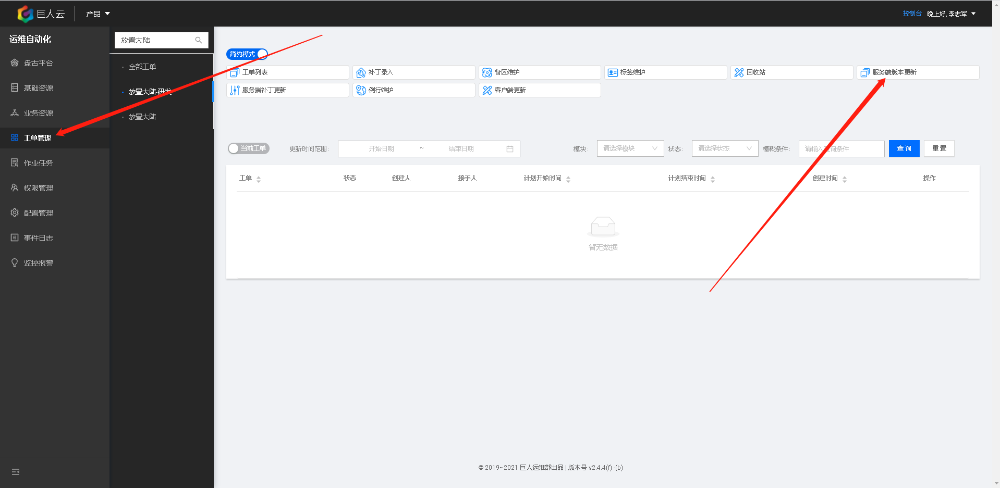 巨人云 产品
控制台 晚上好, 李志军
运维自动化
盘古平台
基础资源
业务资源
工单管理
作业任务
权限管理
配置管理
事件日志
监控报警
放置大陆
全部工单
放置大陆-研发
放置大陆
简约模式
工单列表 补丁录入 备区维护 标签维护 回收站 服务端版本更新
服务端补丁更新 例行维护 客户端更新
当前工单 更新时间范围: 开始日期 ~ 结束日期 模块: 请选择模块 状态: 请选择状态 模糊条件: 请输入查询条件 查 询 重 置
工单 状态 创建人 接手人 计划开始时间 计划结束时间 创建时间 操作
暂无数据
© 2019~2021 巨人运维部出品 | 版本号 v2.4.4(f) -(b)